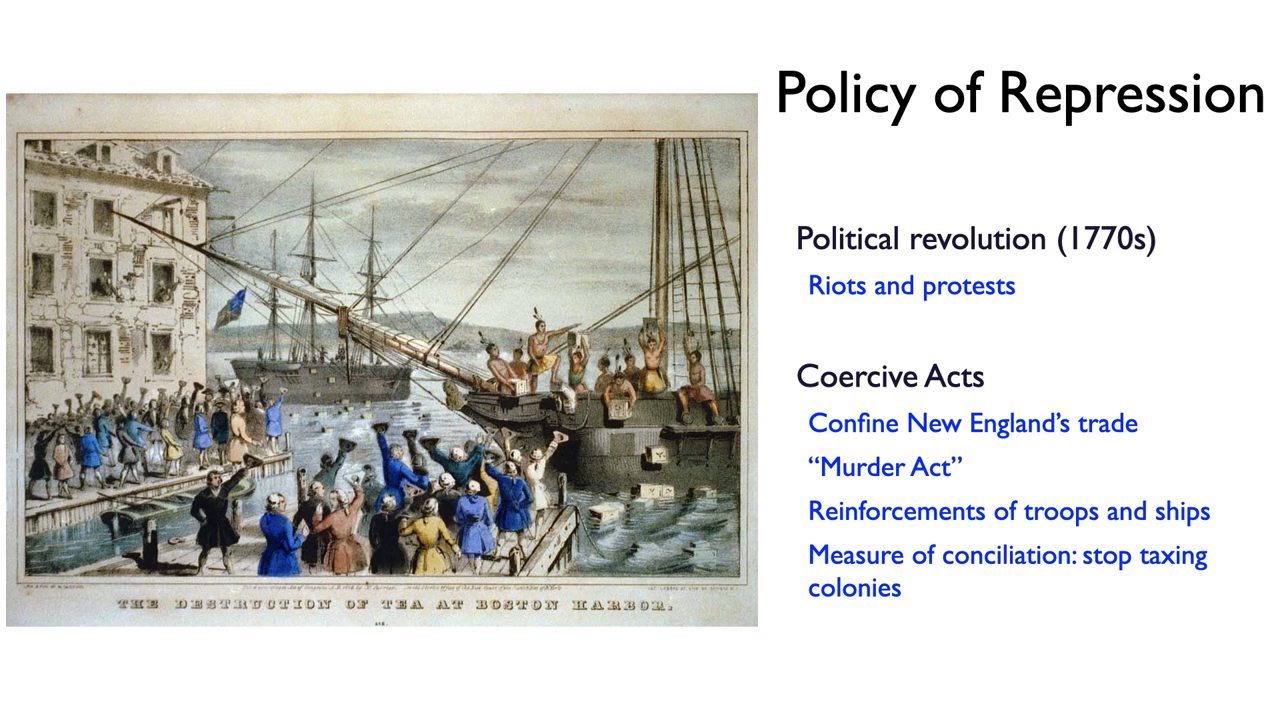 Policy of Repression
Political revolution (1770s)
Riots and protests
Coercive Acts
Confine New England’s trade
“Murder Act”
Reinforcements of troops and ships
Measure of conciliation: stop taxing
colonies
THE DESTRUCTION OF TEA AT BOSTON HARBOR.